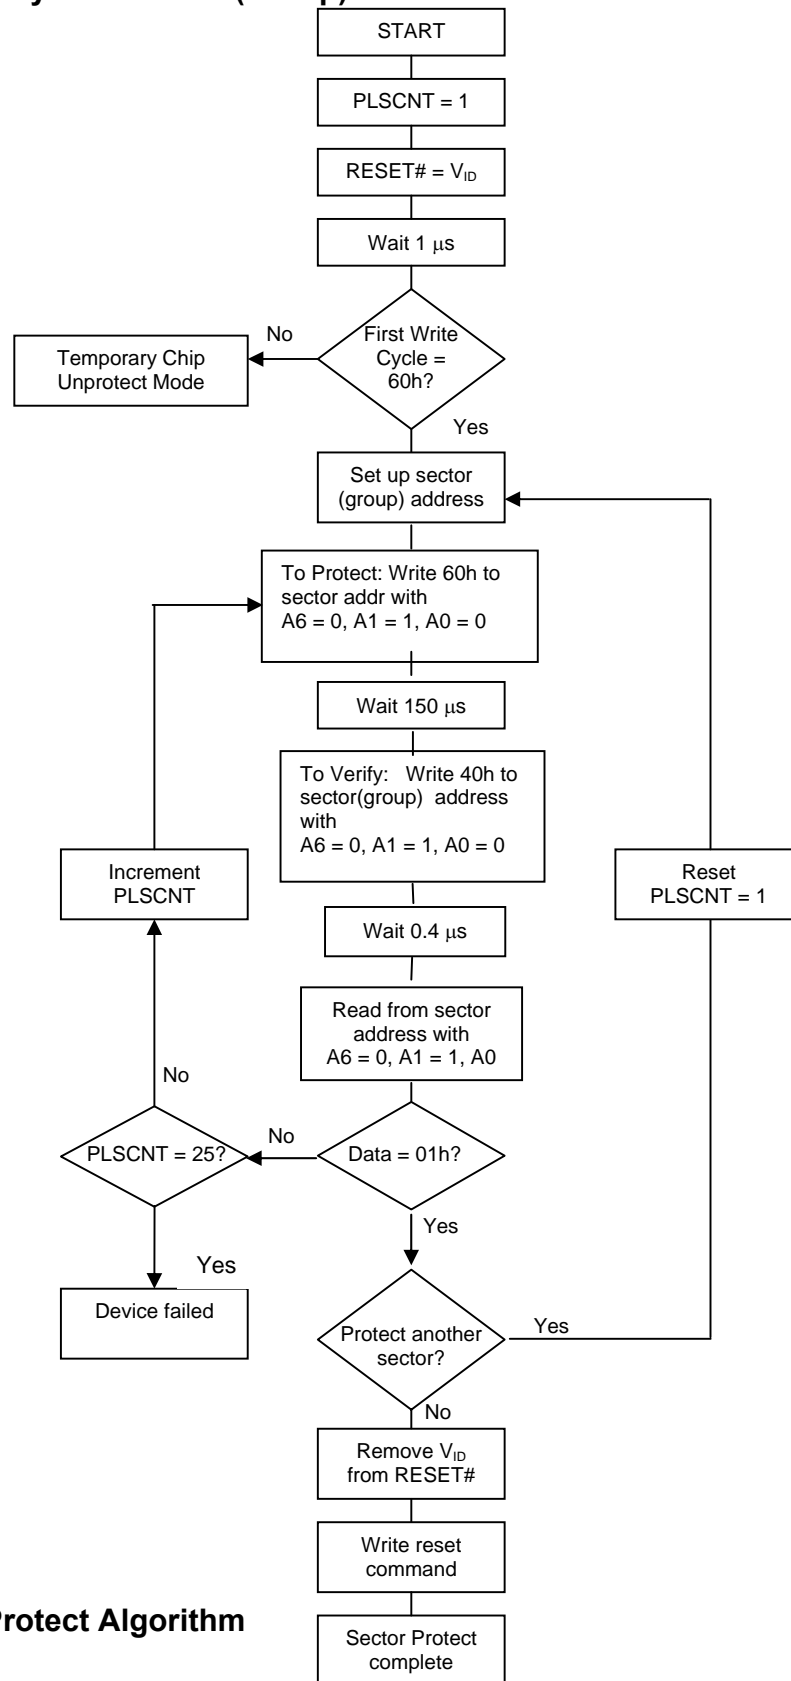 START
PLSCNT = 1
RESET# = VID
Wait 1 μs
First Write
Cycle =
60h?
No
Temporary Chip
Unprotect Mode
Yes
Set up sector
(group) address
To Protect: Write 60h to
sector addr with
A6 = 0, A1 = 1, A0 = 0
Wait 150 μs
To Verify: Write 40h to
sector(group) address
with
A6 = 0, A1 = 1, A0 = 0
Increment
PLSCNT
Reset
PLSCNT = 1
Wait 0.4 μs
Read from sector
address with
A6 = 0, A1 = 1, A0
No
PLSCNT = 25?
No
Data = 01h?
Yes
Yes
Device failed
Protect another
sector?
Yes
No
Remove VID
from RESET#
Write reset
command
Protect Algorithm
Sector Protect
complete